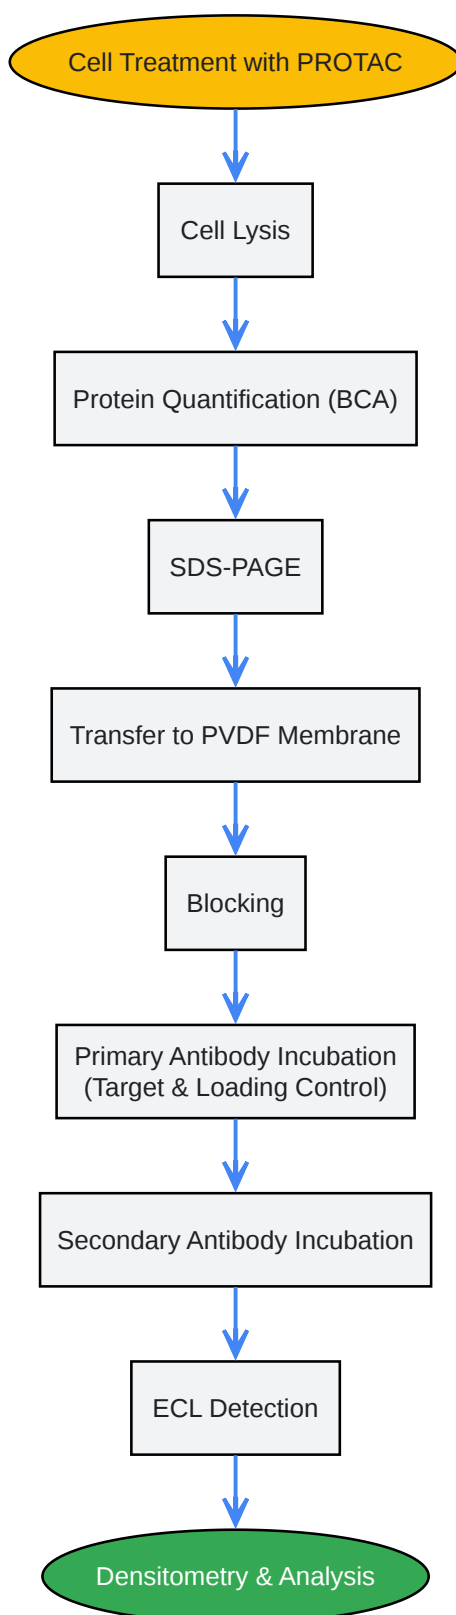 Cell Treatment with PROTAC
Cell Lysis
Protein Quantification (BCA)
SDS-PAGE
Transfer to PVDF Membrane
Blocking
Primary Antibody Incubation
(Target & Loading Control)
Secondary Antibody Incubation
ECL Detection
Densitometry & Analysis